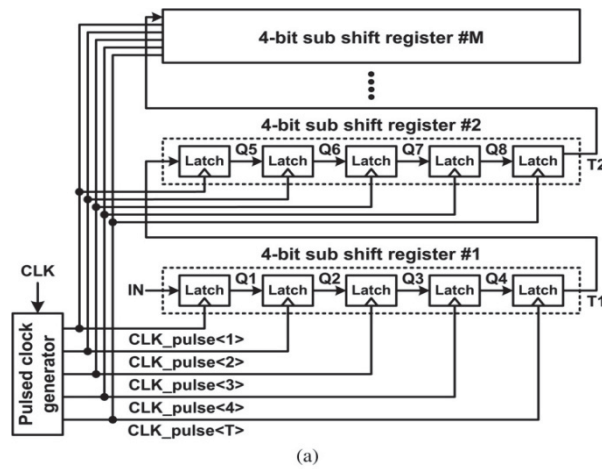 4-bit sub shift register #M
4-bit sub shift register #2
Latch Q5 Latch Q6 Latch Q7 Latch Q8 Latch
T2
4-bit sub shift register #1
CLK
IN Latch Q1 Latch Q2 Latch Q3 Latch Q4 Latch
T1
Pulsed clock
generator
CLK_pulse<1>
CLK_pulse<2>
CLK_pulse<3>
CLK_pulse<4>
CLK_pulse<T>
(a)